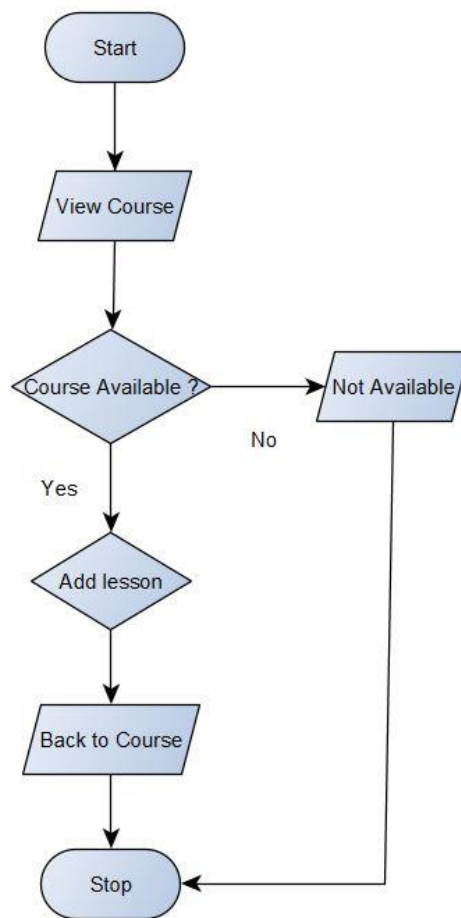 Start
View Course
Course Available ?
Not Available
No
Yes
Add lesson
Back to Course
Stop